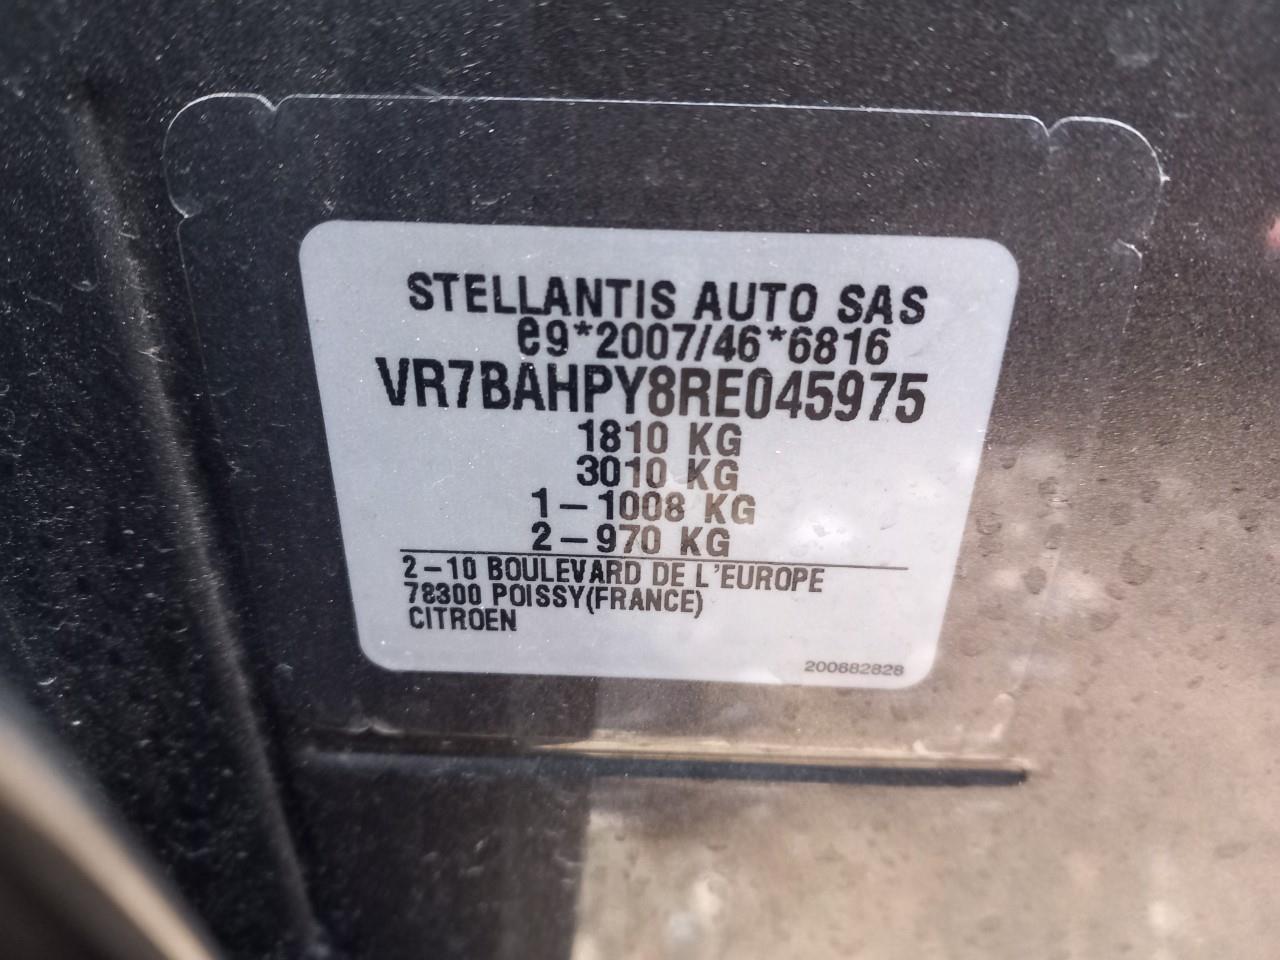 STELLANTIS AUTO SAS
e9*2007/46*6816
VR7BAHPY8RE045975
1810 KG
3010 KG
1-1008 KG
2-970 KG
2-10 BOULEVARD DE L'EUROPE
78300 POISSY(FRANCE)
CITROEN
200682828